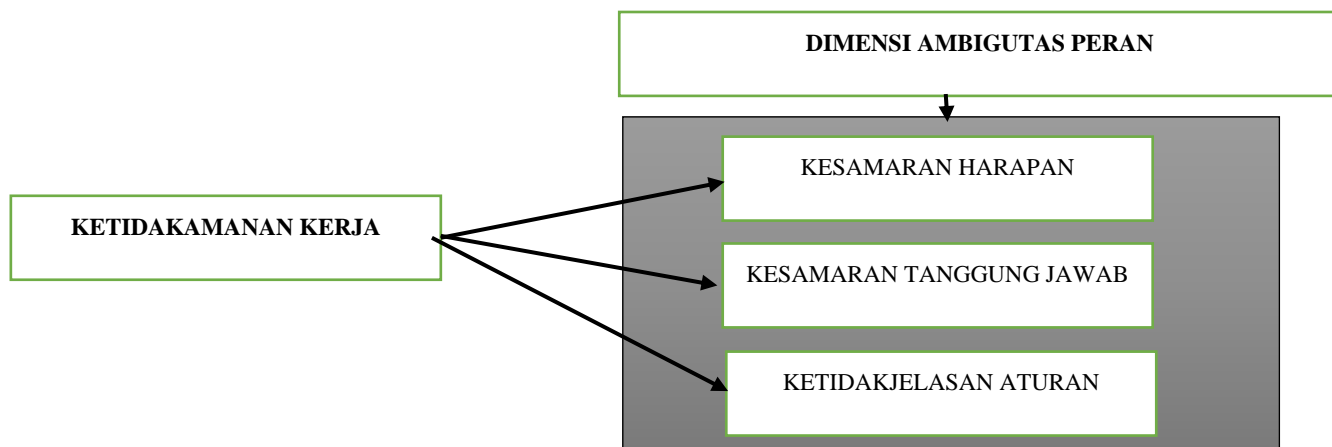 DIMENSI AMBIGUTAS PERAN
KESAMARAN HARAPAN
KETIDAKAMANAN KERJA
KESAMARAN TANGGUNG JAWAB
KETIDAKJELASAN ATURAN